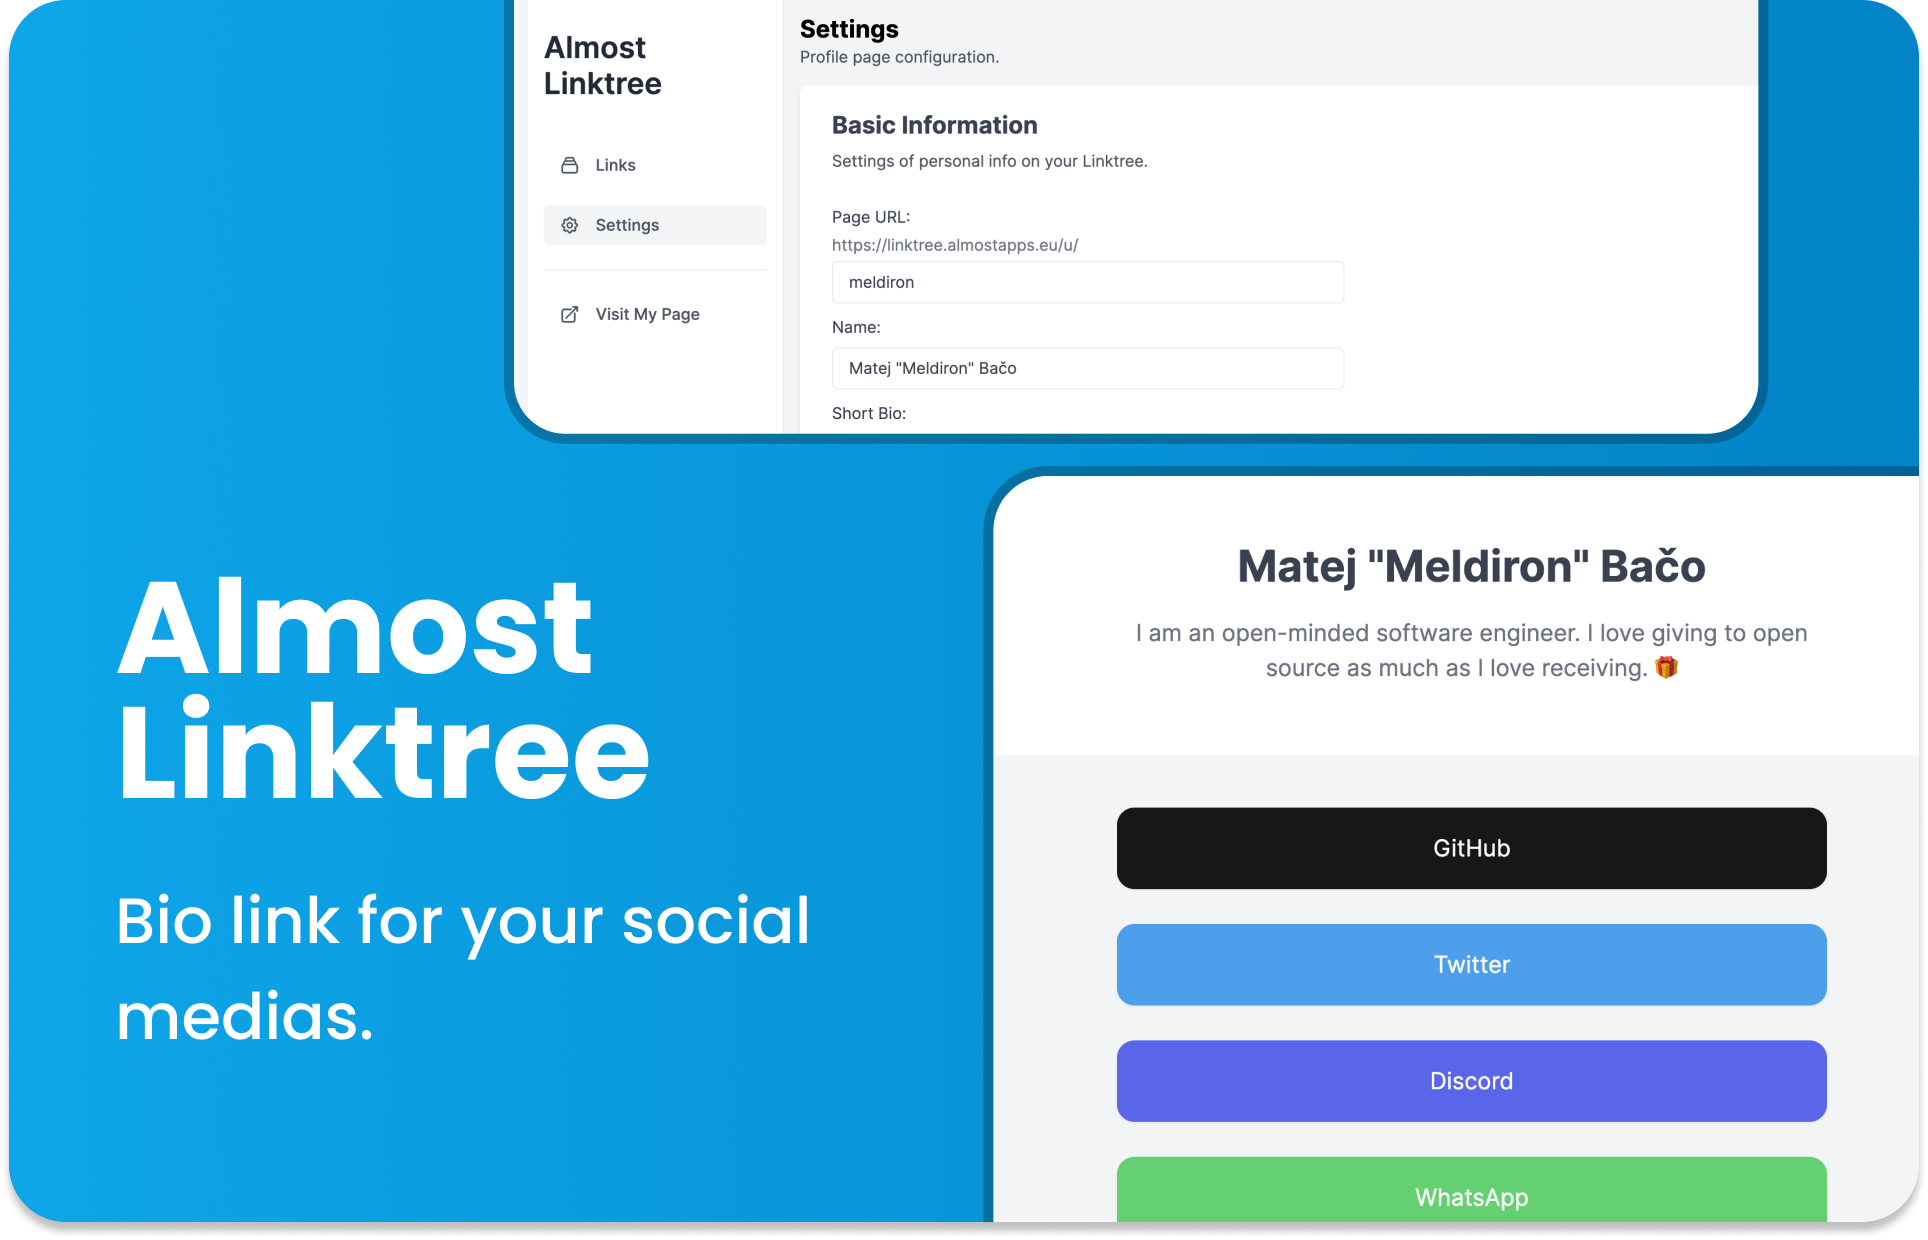 Almost
Linktree
Links
Settings
Visit My Page
Settings
Profile page configuration.
Basic Information
Settings of personal info on your Linktree.
Page URL:
https://linktree.almostapps.eu/u/
meldiron
Name:
Matej "Meldiron" Bačo
Short Bio:
Almost
Linktree
Bio link for your social
medias.
Matej "Meldiron" Bačo
I am an open-minded software engineer. I love giving to open
source as much as I love receiving. 🎁
GitHub
Twitter
Discord
WhatsApp